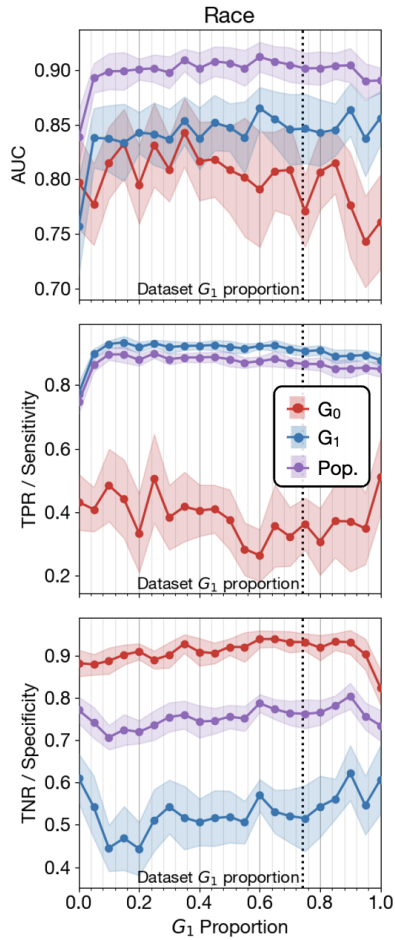 Race
0.90
0.85
0.80
0.75
0.70
AUC
Dataset G₁ proportion
0.8
0.6
0.4
0.2
TPR / Sensitivity
G₀
G₁
Pop.
Dataset G₁ proportion
0.9
0.8
0.7
0.6
0.5
0.4
TNR / Specificity
Dataset G₁ proportion
0.0 0.2 0.4 0.6 0.8 1.0
G₁ Proportion